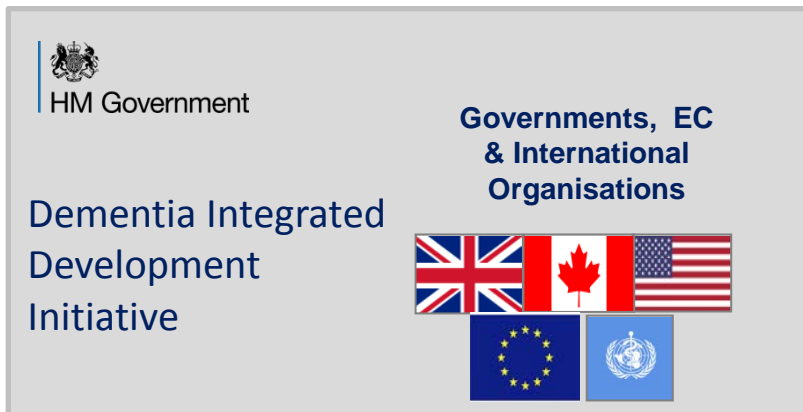 HM Government
Governments, EC
& International
Organisations
Dementia Integrated
Development
Initiative